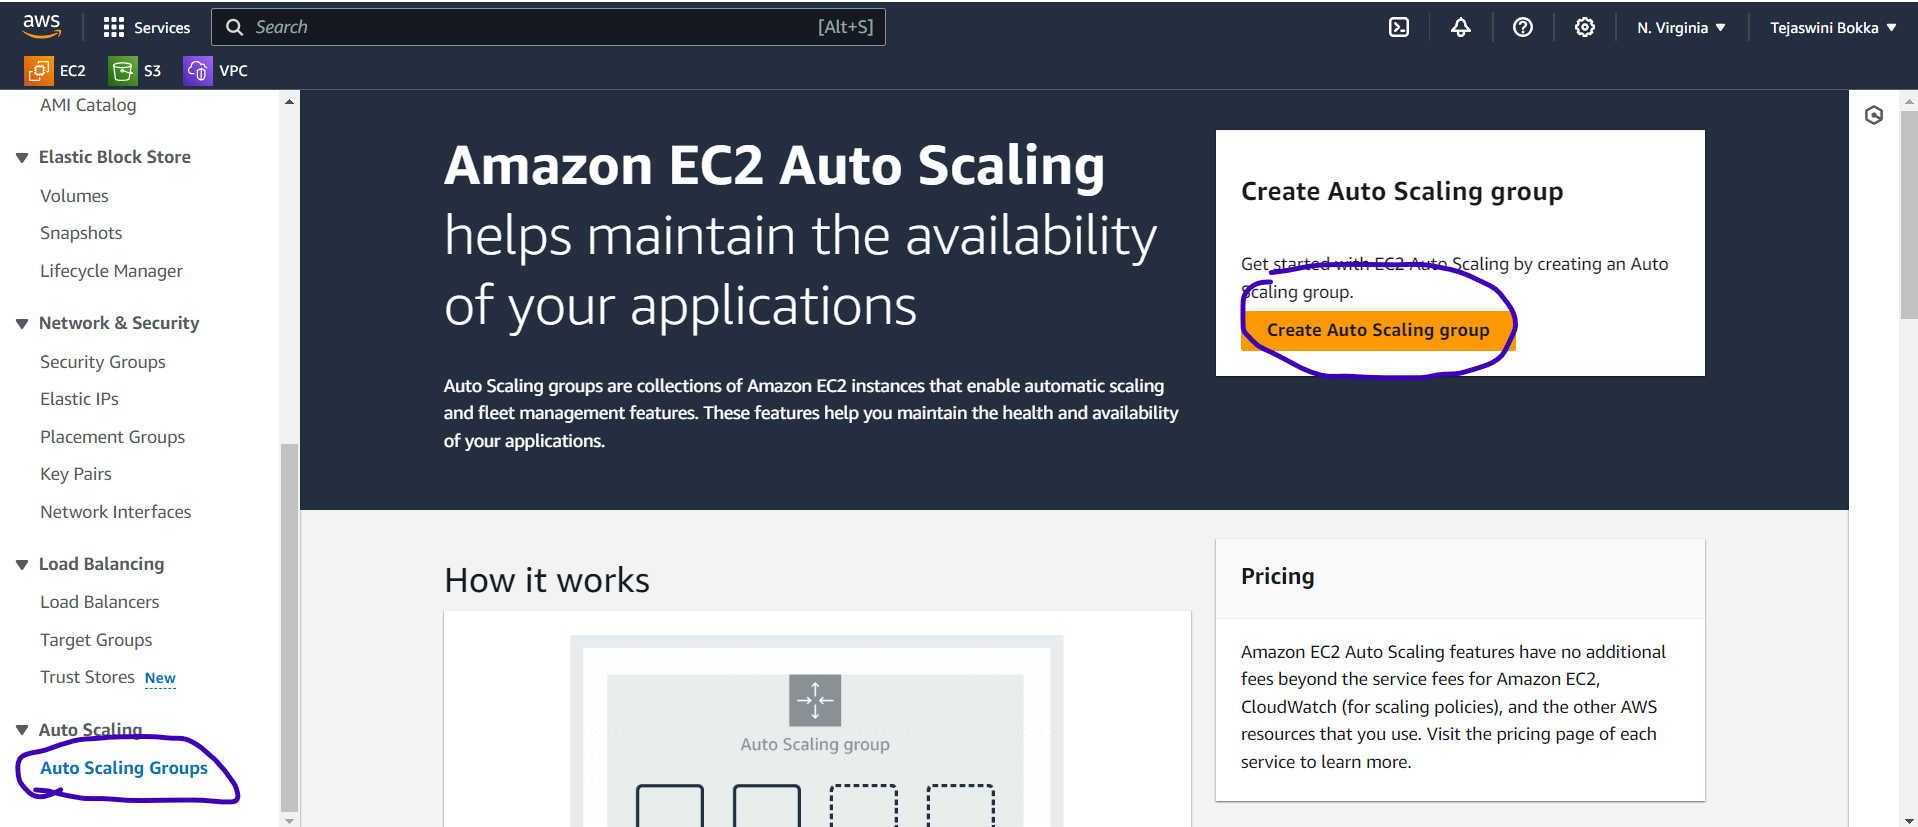 aws
Services
Search
[Alt+S]
N. Virginia
Tejaswini Bokka
EC2
S3
VPC
AMI Catalog
Elastic Block Store
Volumes
Snapshots
Lifecycle Manager
Network & Security
Security Groups
Elastic IPs
Placement Groups
Key Pairs
Network Interfaces
Load Balancing
Load Balancers
Target Groups
Trust Stores New
Auto Scaling
Auto Scaling Groups
Amazon EC2 Auto Scaling
helps maintain the availability
of your applications
Auto Scaling groups are collections of Amazon EC2 instances that enable automatic scaling
and fleet management features. These features help you maintain the health and availability
of your applications.
Create Auto Scaling group
Get started with EC2 Auto Scaling by creating an Auto
Scaling group.
Create Auto Scaling group
How it works
Auto Scaling group
Pricing
Amazon EC2 Auto Scaling features have no additional
fees beyond the service fees for Amazon EC2,
CloudWatch (for scaling policies), and the other AWS
resources that you use. Visit the pricing page of each
service to learn more.